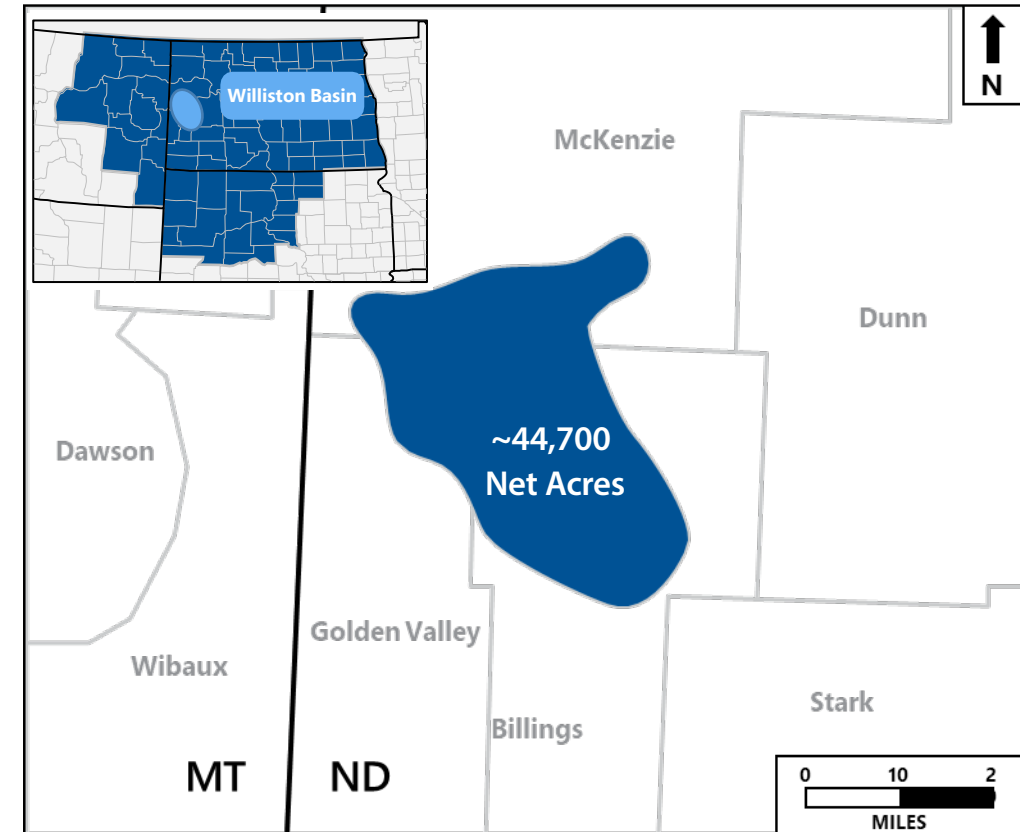 Williston Basin
N
McKenzie
Dunn
~44,700
Net Acres
Dawson
Golden Valley
Wibaux
Stark
Billings
MT
ND
0 10 2
MILES